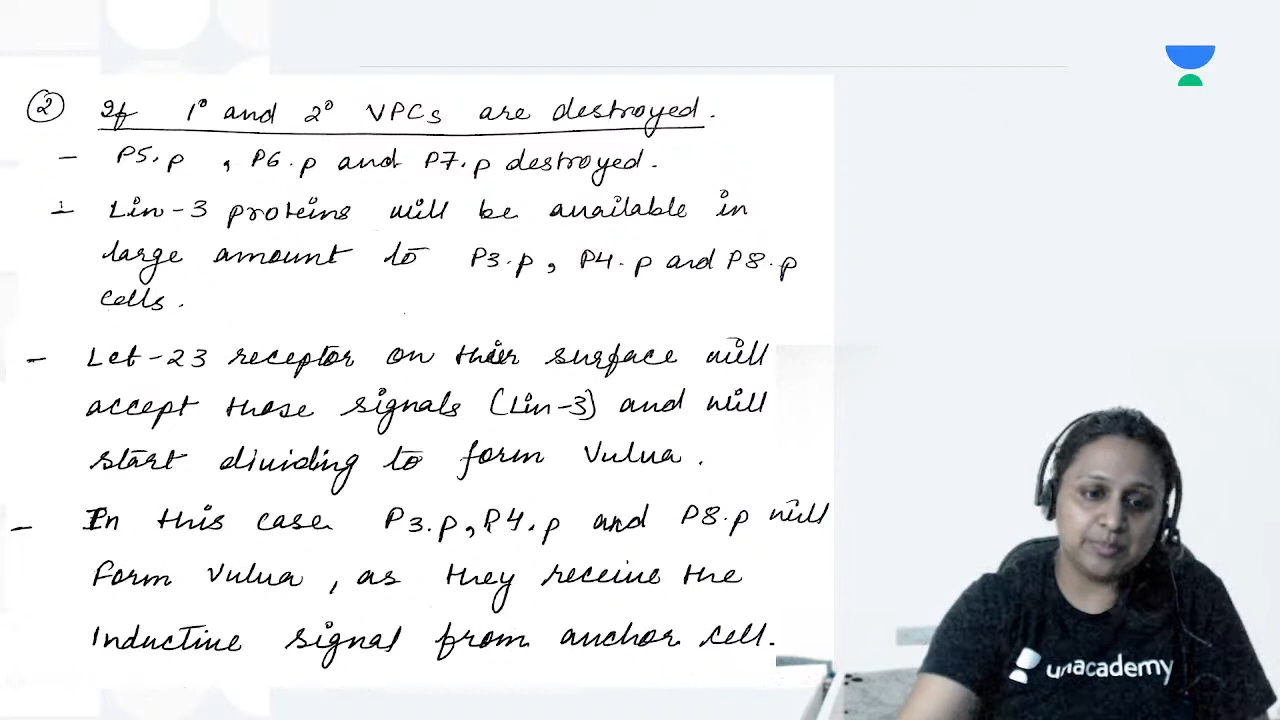 ② If 1° and 2° VPCs are destroyed.
- P5.p, P6.p and P7.p destroyed.
- Lin-3 proteins will be available in
large amount to P3.p, P4.p and P8.p
cells.
- Let-23 receptor on their surface will
accept those signals (Lin-3) and will
start dividing to form vulva.
- In this case P3.p, P4.p and P8.p will
form vulva, as they receive the
inductive signal from anchor cell.
unacademy